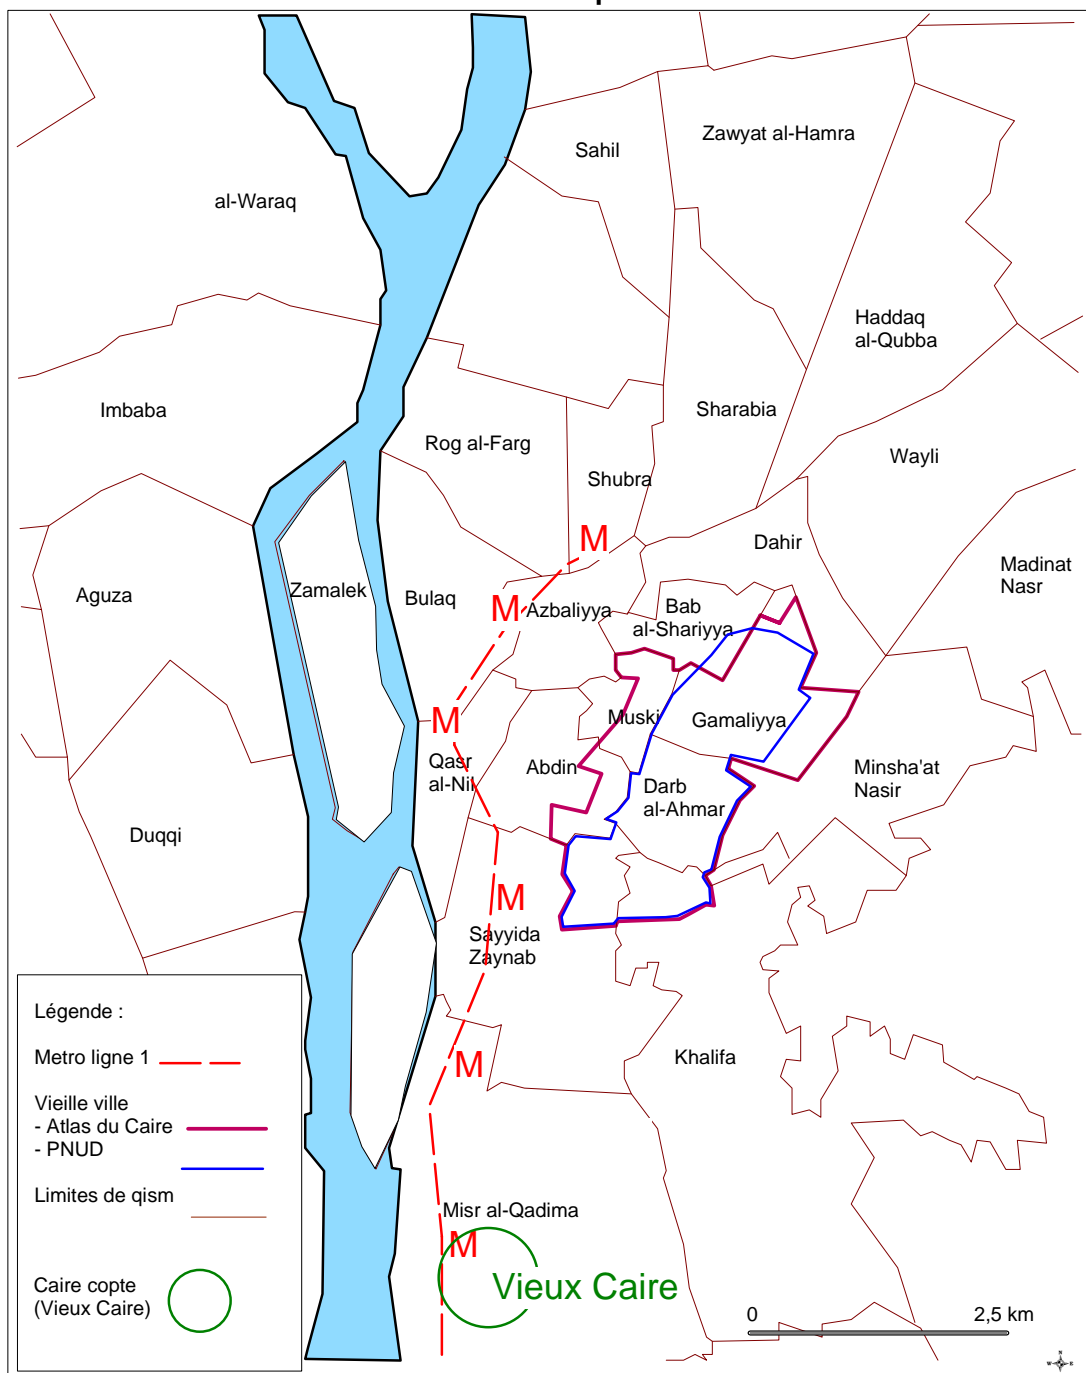 Sahil
Zawyat al-Hamra
al-Waraq
Haddaq
al-Qubba
Imbaba
Sharabia
Rog al-Farg
Wayli
Shubra
M
Dahir
Madinat
Nasr
Aguza
Zamalek
Bulaq
M
Azbaliyya
Bab
al-Shariyya
M
Muski
Gamaliyya
Qasr
al-Nil
Abdin
Darb
al-Ahmar
Minsha'at
Nasir
Duqqi
M
Sayyida
Zaynab
Légende :
Metro ligne 1
M
Khalifa
Vieille ville
- Atlas du Caire
- PNUD
Limites de qism
Misr al-Qadima
M
Caire copte
(Vieux Caire)
Vieux Caire
0 2,5 km
N
W E
S